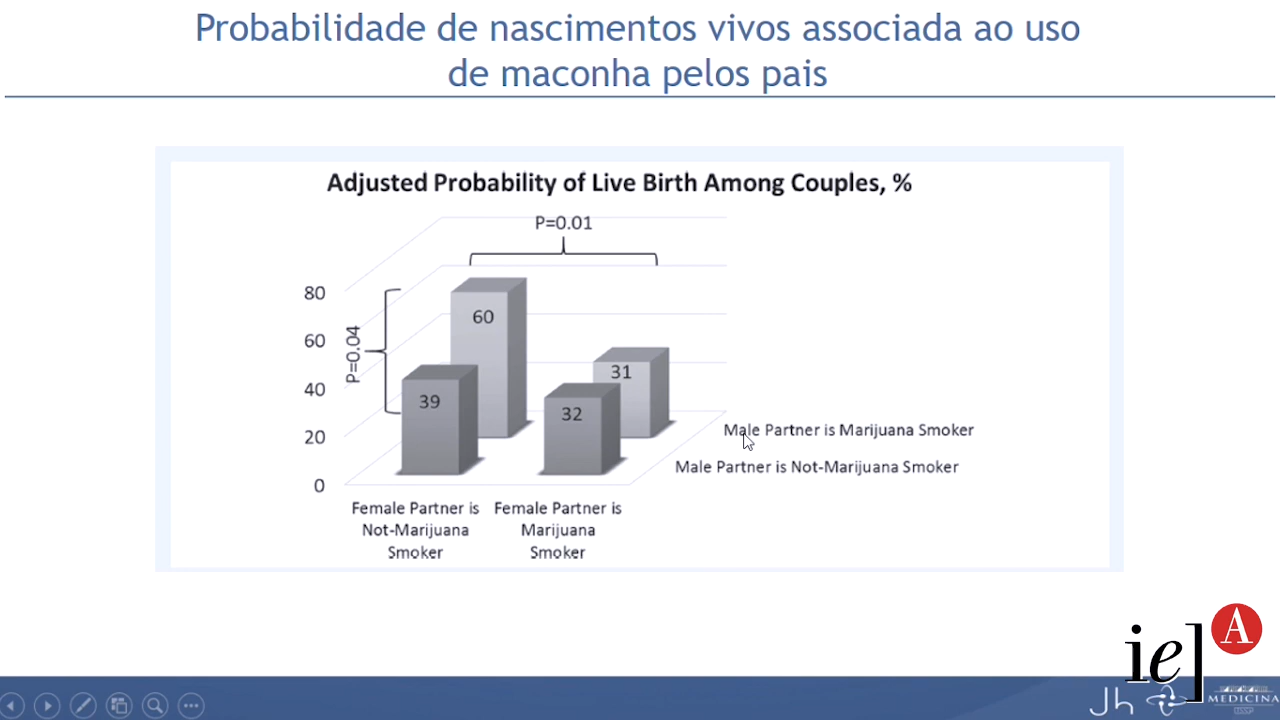 Probabilidade de nascimentos vivos associada ao uso
de maconha pelos pais
Adjusted Probability of Live Birth Among Couples, %
P=0.01
80
60
40
20
0
P=0.04
60
31
39
32
Male Partner is Marijuana Smoker
Male Partner is Not-Marijuana Smoker
Female Partner is
Not-Marijuana
Smoker
Female Partner is
Marijuana
Smoker
ie]A
Jh
MEDICINA